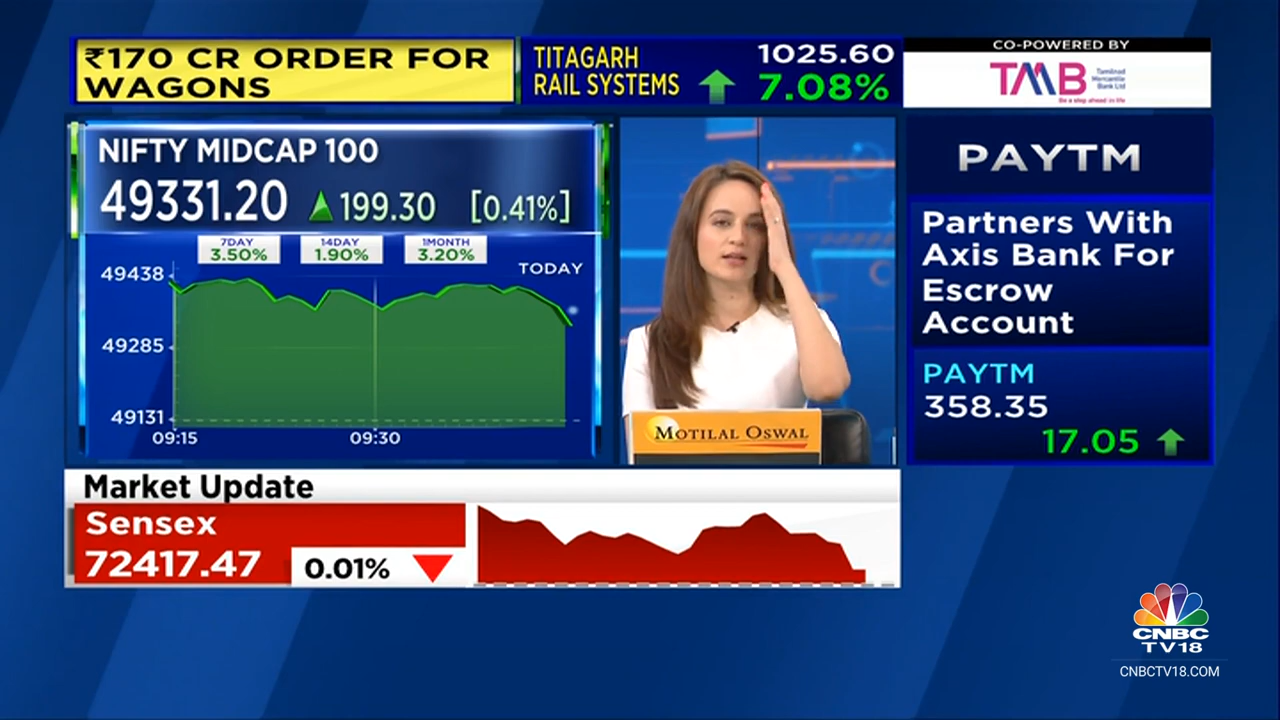 ₹170 CR ORDER FOR
WAGONS
TITAGARH
RAIL SYSTEMS
1025.60
7.08%
CO-POWERED BY
TMB
Tamilnad
Mercantile
Bank Ltd
Be a step ahead in life
NIFTY MIDCAP 100
49331.20
199.30
[0.41%]
7DAY
3.50%
14DAY
1.90%
1MONTH
3.20%
TODAY
49438
49285
49131
09:15
09:30
MOTILAL OSWAL
PAYTM
Partners With
Axis Bank For
Escrow
Account
PAYTM
358.35
17.05
Market Update
Sensex
72417.47
0.01%
CNBC
TV18
CNBCTV18.COM